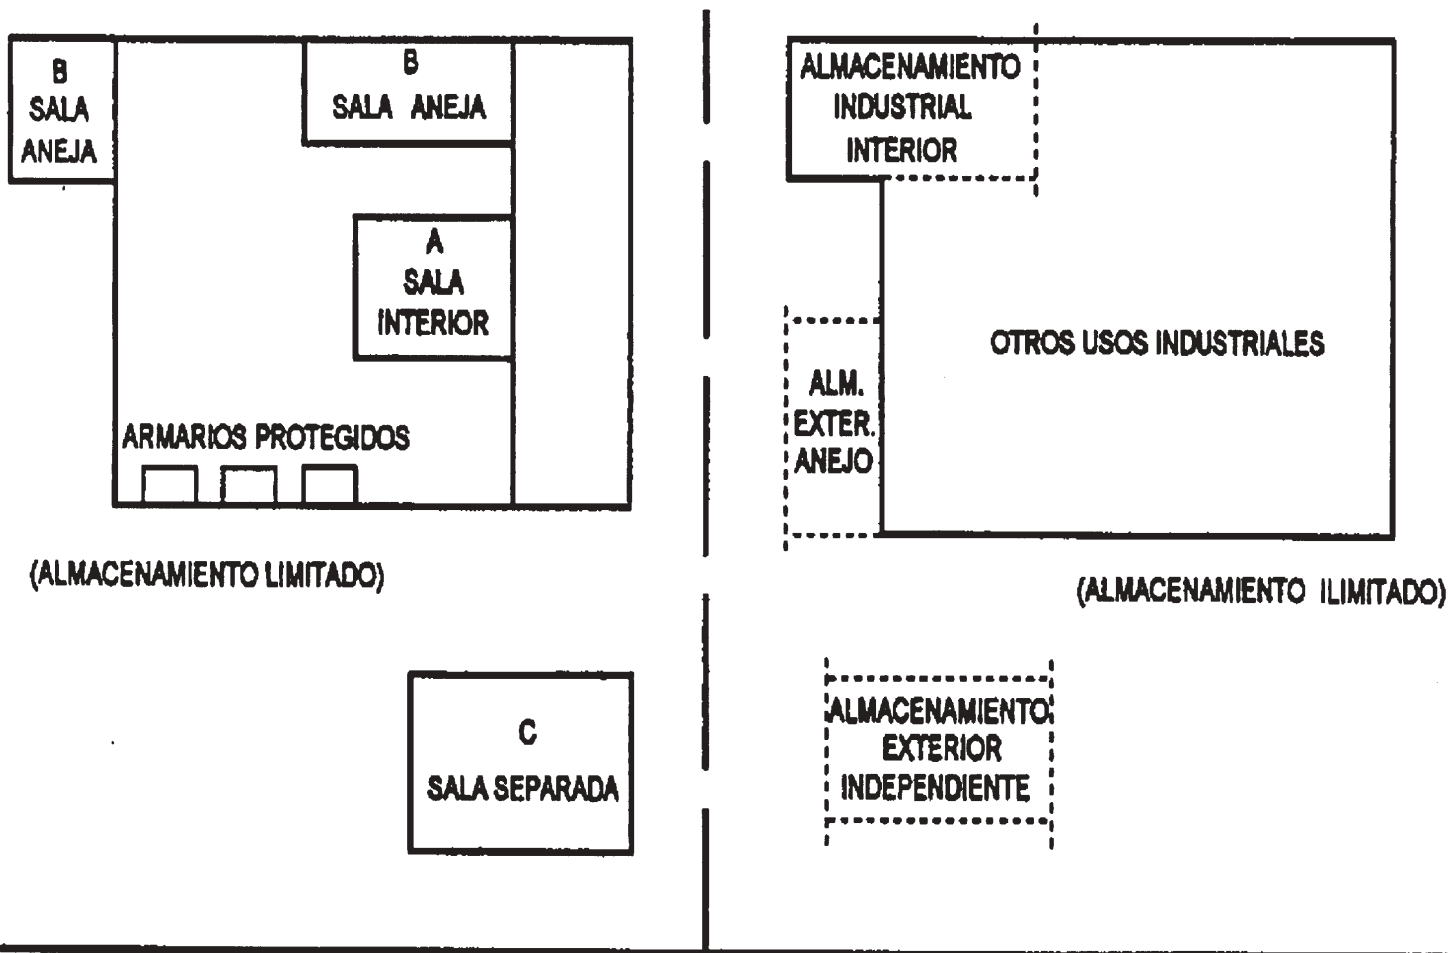 B
SALA
ANEJA
B
SALA ANEJA
A
SALA
INTERIOR
ARMARIOS PROTEGIDOS
(ALMACENAMIENTO LIMITADO)
C
SALA SEPARADA
ALMACENAMIENTO
INDUSTRIAL
INTERIOR
OTROS USOS INDUSTRIALES
ALM.
EXTER.
ANEJO
(ALMACENAMIENTO ILIMITADO)
ALMACENAMIENTO
EXTERIOR
INDEPENDIENTE